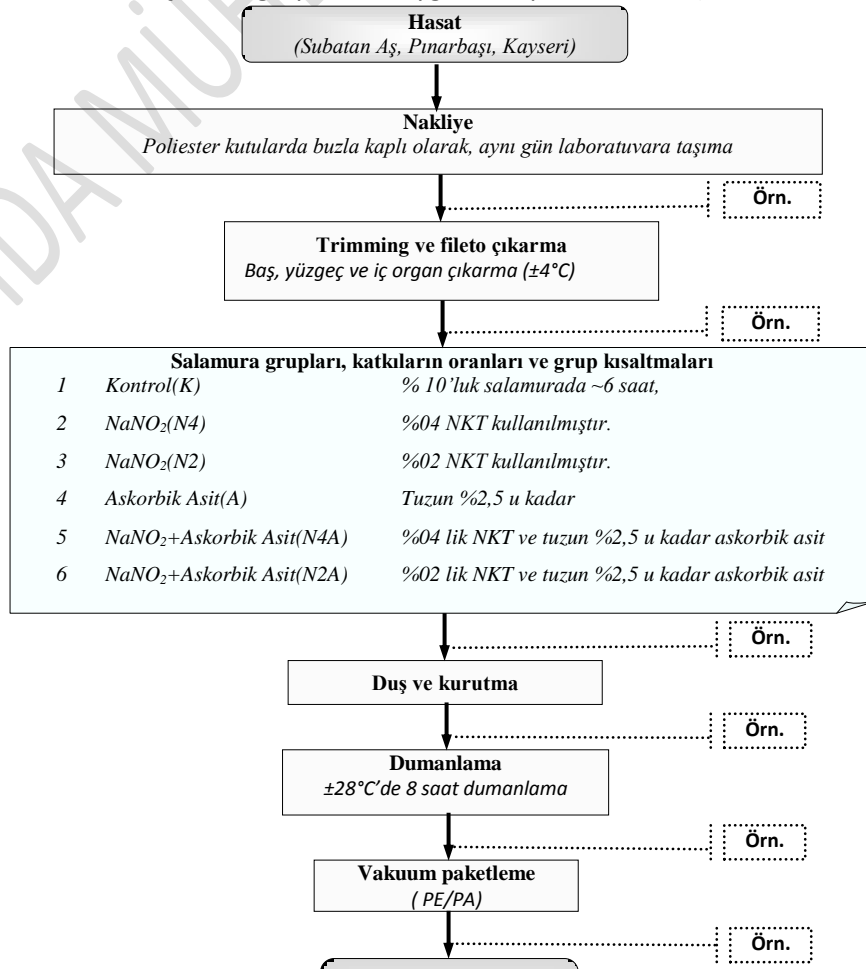 Hasat
(Subatan Aş, Pınarbaşı, Kayseri)
Nakliye
Poliester kutularda buzla kaplı olarak, aynı gün laboratuvara taşıma
Örn.
Trimming ve fileto çıkarma
Baş, yüzgeç ve iç organ çıkarma (±4°C)
Örn.
Salamura grupları, katkıların oranları ve grup kısaltmaları
1 Kontrol(K) % 10’luk salamurada ~6 saat,
2 NaNO₂(N4) %04 NKT kullanılmıştır.
3 NaNO₂(N2) %02 NKT kullanılmıştır.
4 Askorbik Asit(A) Tuzun %2,5 u kadar
5 NaNO₂+Askorbik Asit(N4A) %04 lik NKT ve tuzun %2,5 u kadar askorbik asit
6 NaNO₂+Askorbik Asit(N2A) %02 lik NKT ve tuzun %2,5 u kadar askorbik asit
Örn.
Duş ve kurutma
Örn.
Dumanlama
±28°C’de 8 saat dumanlama
Örn.
Vakuum paketleme
( PE/PA)
Örn.